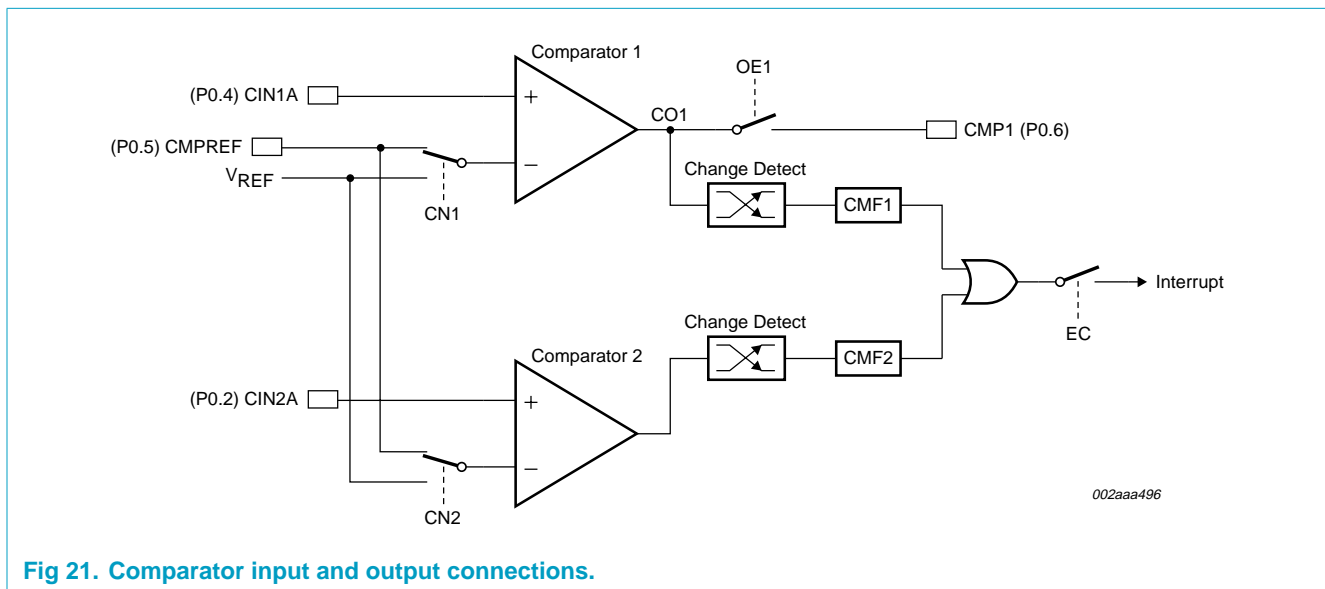 Comparator 1
OE1
(P0.4) CIN1A
+
CO1
(P0.5) CMPREF
CMP1 (P0.6)
−
VREF
Change Detect
CN1
CMF1
Interrupt
Change Detect
EC
Comparator 2
CMF2
(P0.2) CIN2A
+
−
002aaa496
CN2
Fig 21. Comparator input and output connections.